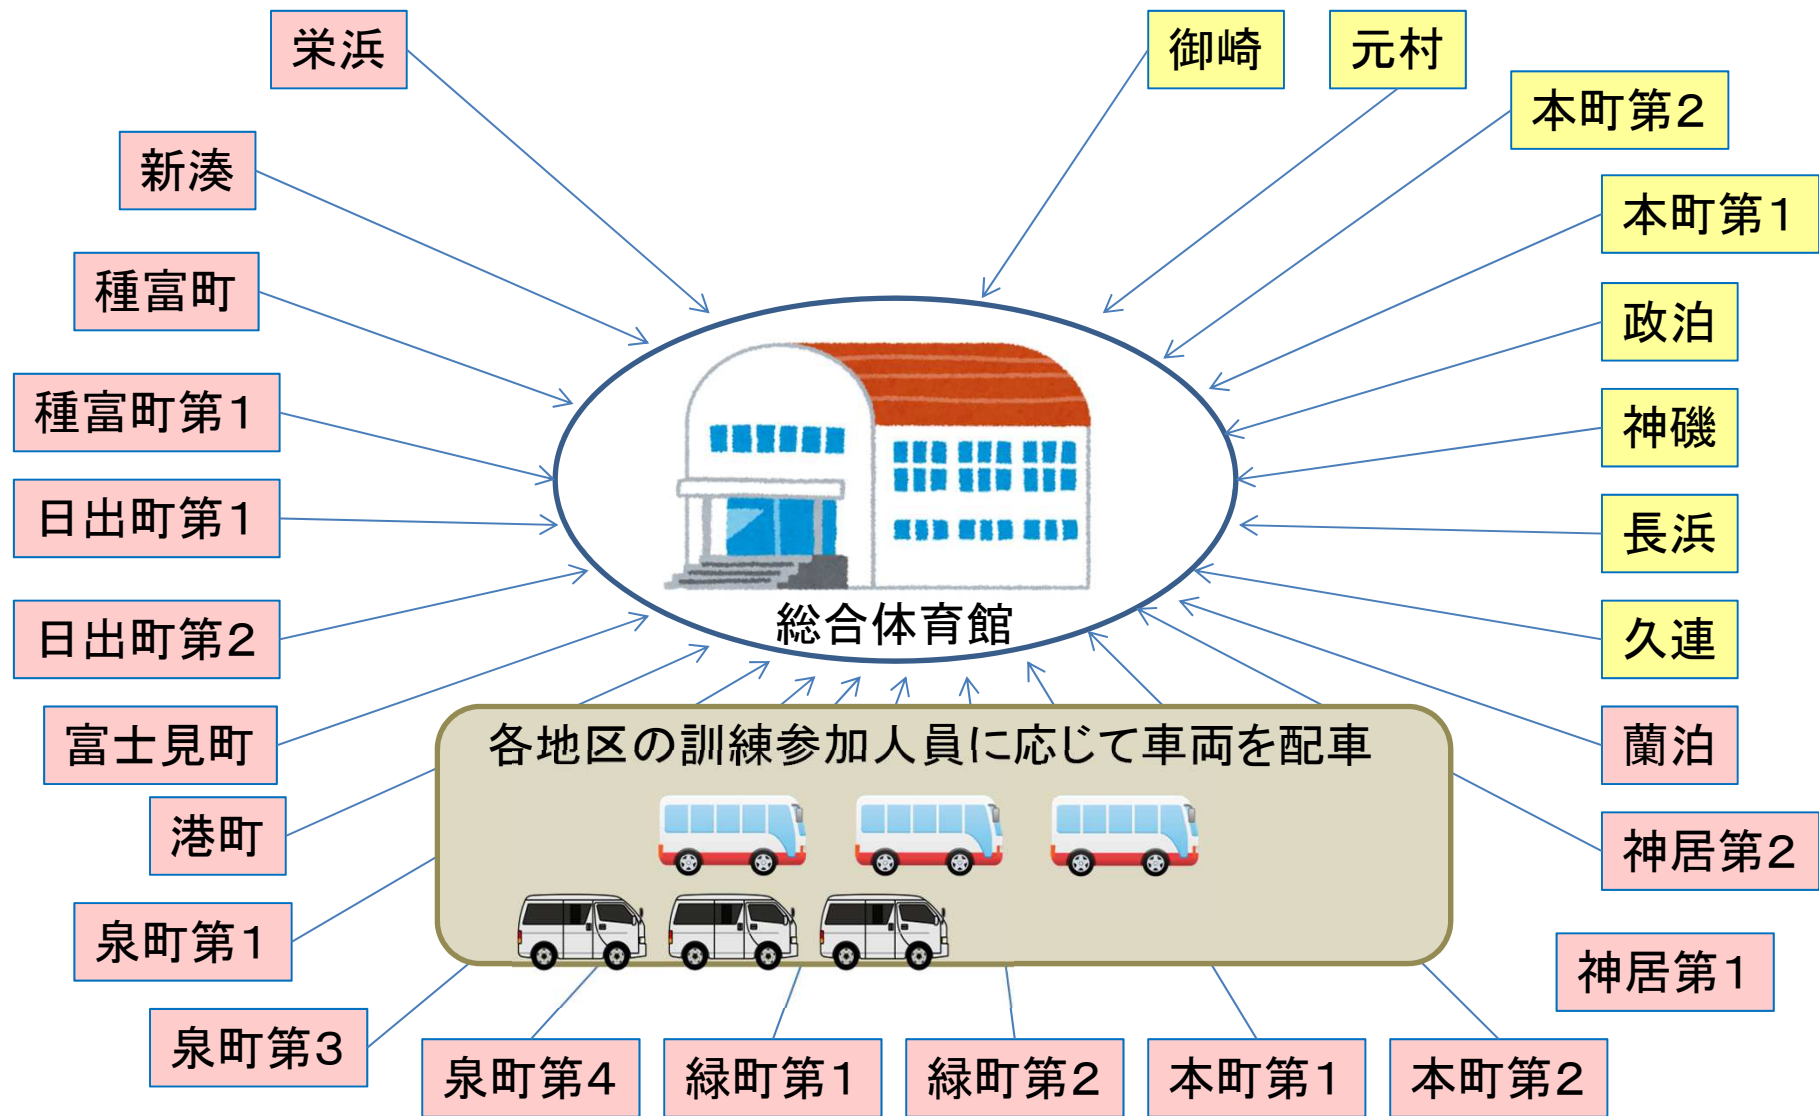 栄浜
御崎
元村
本町第2
新湊
本町第1
種富町
政泊
種富町第1
神磯
日出町第1
長浜
総合体育館
日出町第2
久連
富士見町
各地区の訓練参加人員に応じて車両を配車
蘭泊
港町
神居第2
泉町第1
神居第1
泉町第3
泉町第4
緑町第1
緑町第2
本町第1
本町第2